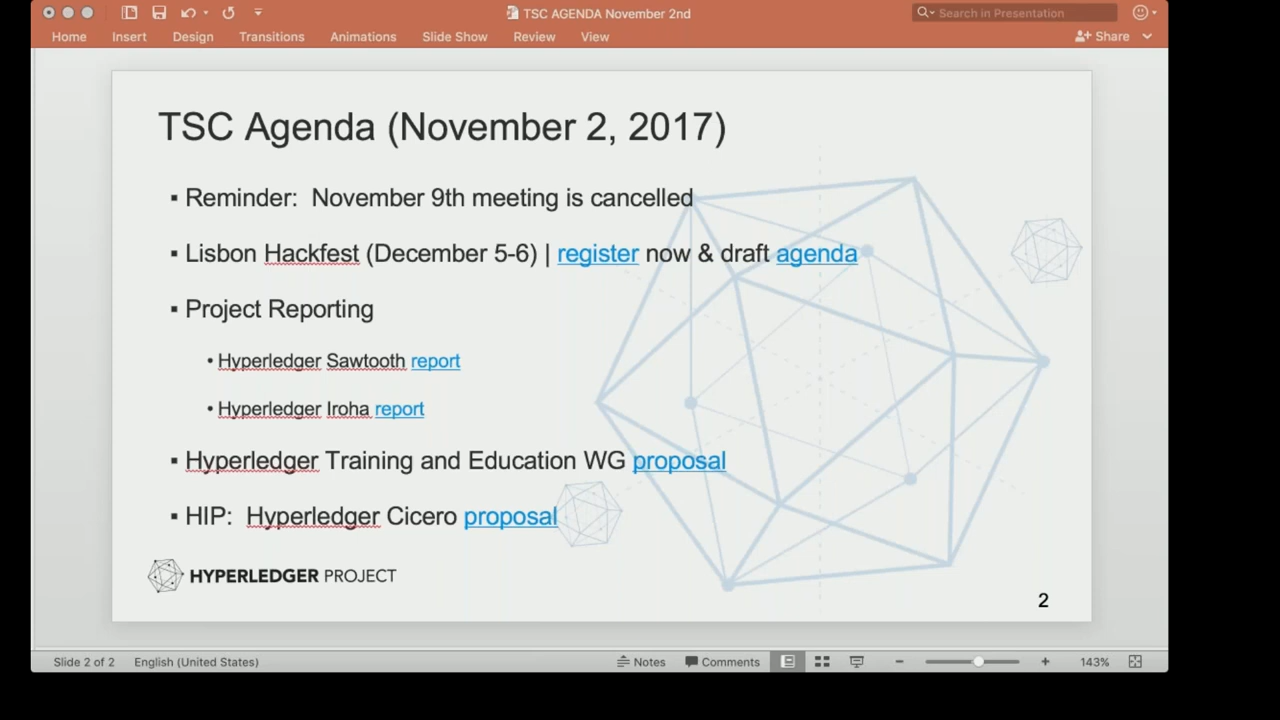 TSC AGENDA November 2nd
Search in Presentation
Home Insert Design Transitions Animations Slide Show Review View Share
TSC Agenda (November 2, 2017)
▪ Reminder: November 9th meeting is cancelled
▪ Lisbon Hackfest (December 5-6) | register now & draft agenda
▪ Project Reporting
• Hyperledger Sawtooth report
• Hyperledger Iroha report
▪ Hyperledger Training and Education WG proposal
▪ HIP: Hyperledger Cicero proposal
HYPERLEDGER PROJECT
2
Slide 2 of 2 English (United States) Notes Comments 143%